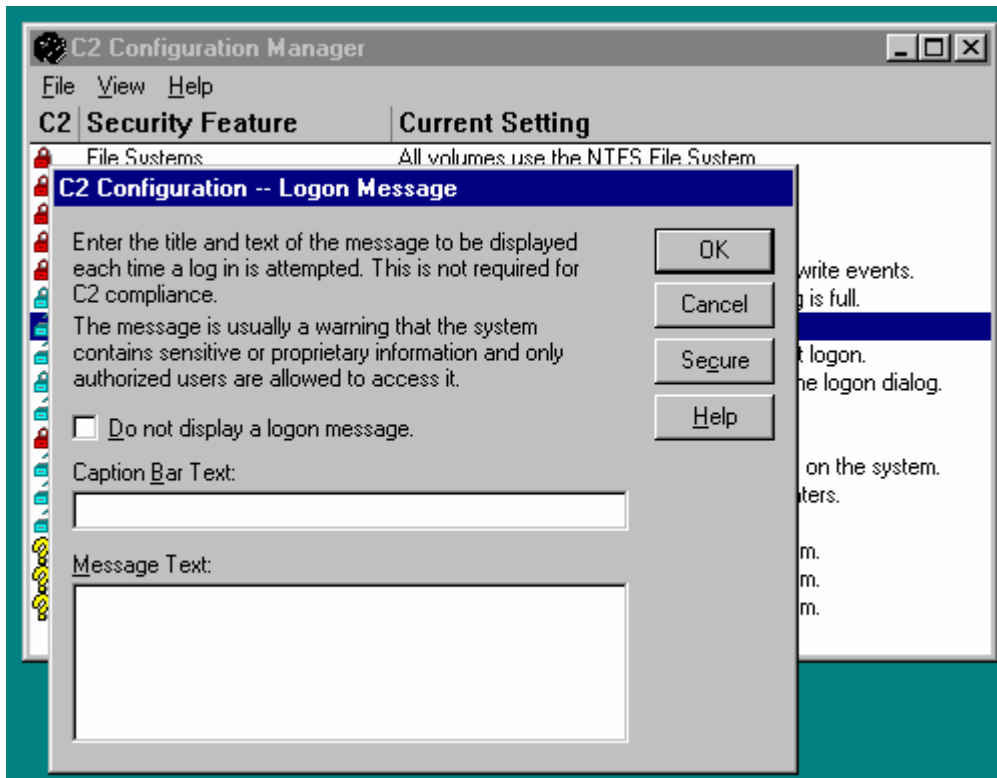 C2 Configuration Manager
File View Help
C2 Security Feature Current Setting
File Systems All volumes use the NTFS File System
C2 Configuration -- Logon Message
Enter the title and text of the message to be displayed
each time a log in is attempted. This is not required for
C2 compliance.
The message is usually a warning that the system
contains sensitive or proprietary information and only
authorized users are allowed to access it.
Do not display a logon message.
Caption Bar Text:
Message Text:
OK
Cancel
Secure
Help
write events.
is full.
logon.
logon dialog.
on the system.